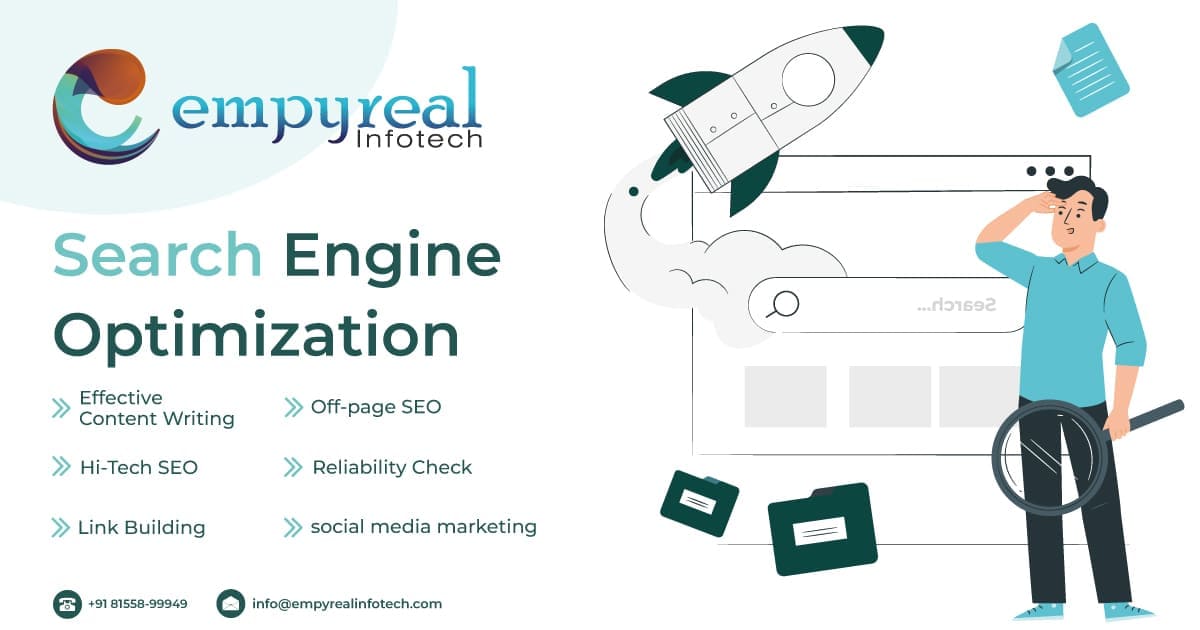 empyreal
Infotech
Search Engine
Optimization
Effective
Content Writing
Off-page SEO
Hi-Tech SEO
Reliability Check
Link Building
social media marketing
+91 81558-99949
info@empyrealinfotech.com
Search...